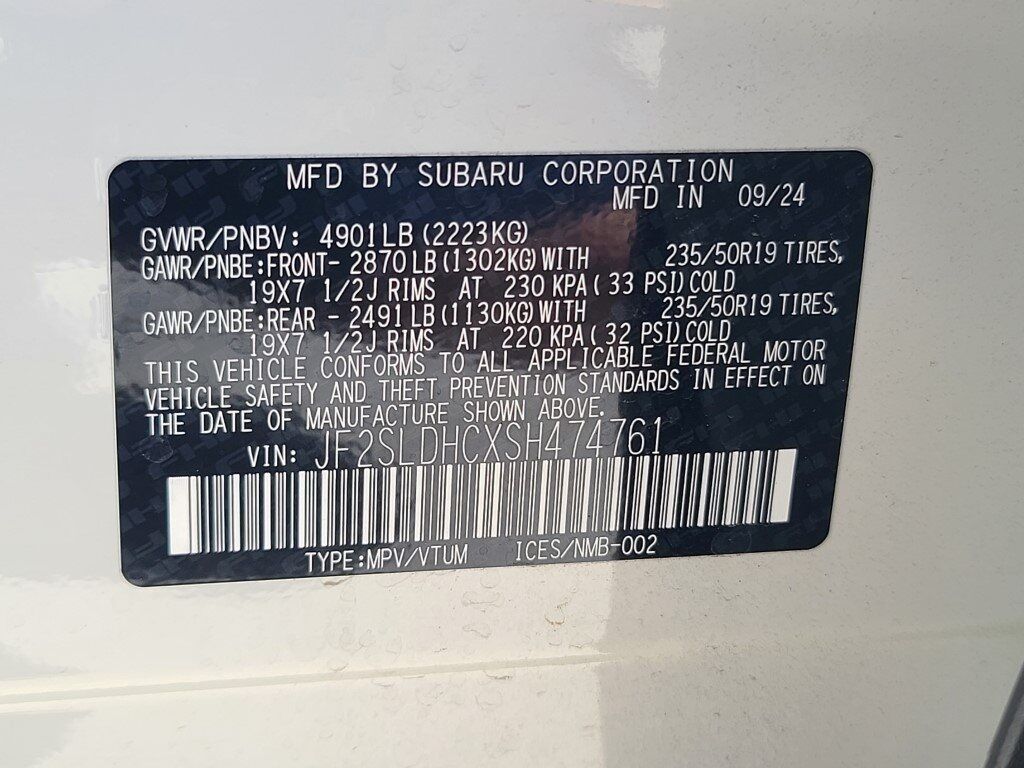 MFD BY SUBARU CORPORATION
MFD IN 09/24
GVWR/PNBV: 4901LB (2223KG)
GAWR/PNBE:FRONT- 2870LB (1302KG) WITH 235/50R19 TIRES,
19X7 1/2J RIMS AT 230 KPA ( 33 PSI) COLD
GAWR/PNBE:REAR - 2491LB (1130KG) WITH 235/50R19 TIRES,
19X7 1/2J RIMS AT 220 KPA ( 32 PSI) COLD
THIS VEHICLE CONFORMS TO ALL APPLICABLE FEDERAL MOTOR
VEHICLE SAFETY AND THEFT PREVENTION STANDARDS IN EFFECT ON
THE DATE OF MANUFACTURE SHOWN ABOVE.
VIN: JF2SLDHCXSH474761
TYPE:MPV/VTUM ICES/NMB-002